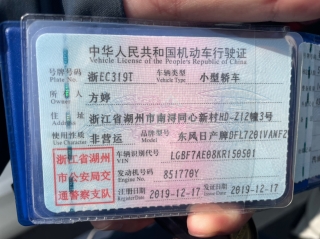 中华人民共和国机动车行驶证
Vehicle License of the People's Republic of China
号牌号码 浙EC319T 车辆类型 小型轿车
Plate No. Vehicle Type
所有人 方婷
Owner
住址 浙江省湖州市南浔同心新村HD-Z12幢3号
Address
使用性质 非营运 品牌型号 东风日产牌DFL7201VANF2
Use Character Model
浙江省湖州市公安局交通警察支队
车辆识别代号 LGBF7AE08KR150501
VIN
发动机号码 851770Y
Engine No.
注册日期 2019-12-17 发证日期 2019-12-17
Register Date Issue Date